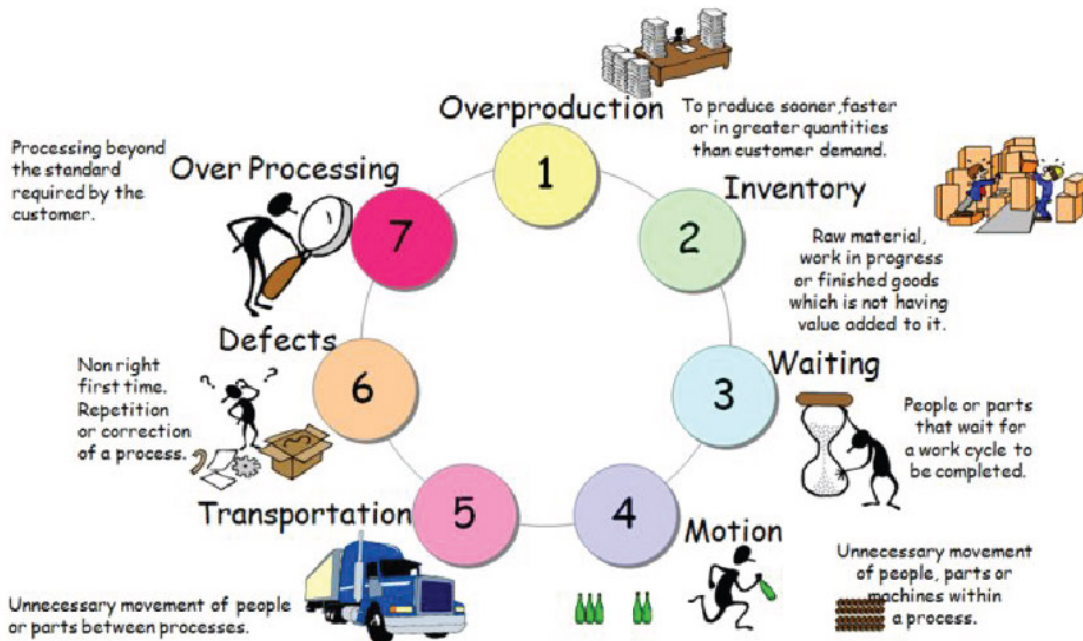 Overproduction
1
To produce sooner,faster
or in greater quantities
than customer demand.
Inventory
2
Raw material,
work in progress
or finished goods
which is not having
value added to it.
Waiting
3
People or parts
that wait for
a work cycle to
be completed.
Motion
4
Unnecessary movement
of people, parts or
machines within
a process.
Transportation
5
Unnecessary movement of people
or parts between processes.
Defects
6
Non right
first time.
Repetition
or correction
of a process.
? ?
Over Processing
7
Processing beyond
the standard
required by the
customer.